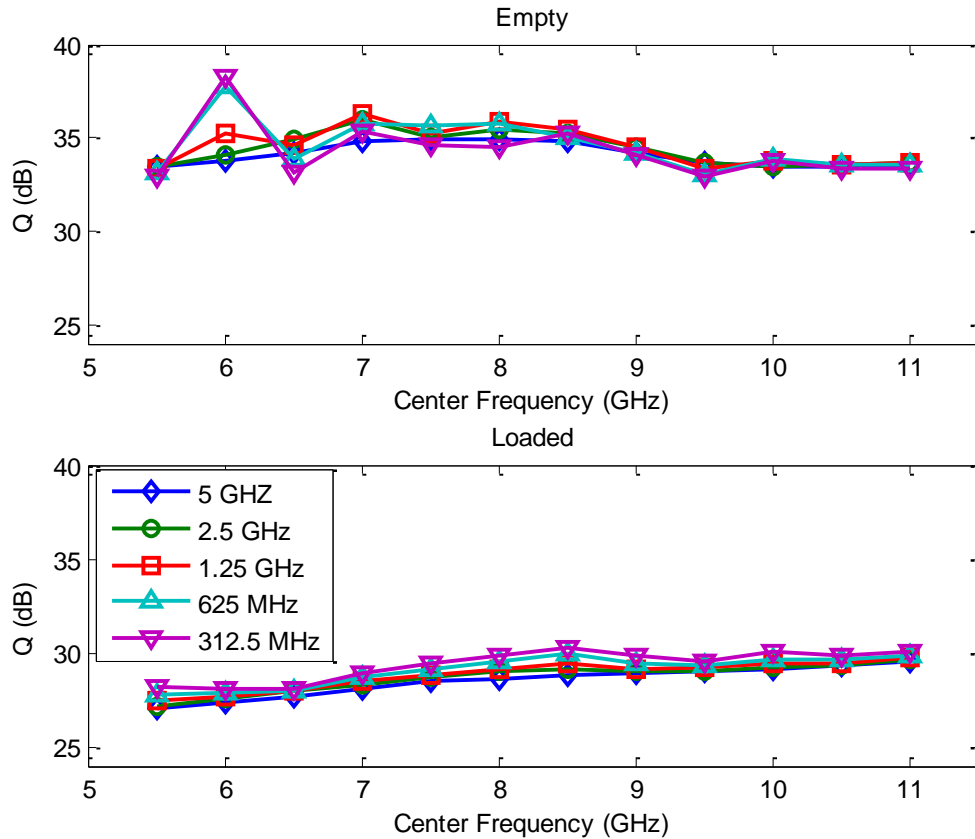 Empty
40
35
30
25
Q (dB)
5 6 7 8 9 10 11
Center Frequency (GHz)
Loaded
40
35
30
25
Q (dB)
5 GHZ
2.5 GHz
1.25 GHz
625 MHz
312.5 MHz
5 6 7 8 9 10 11
Center Frequency (GHz)